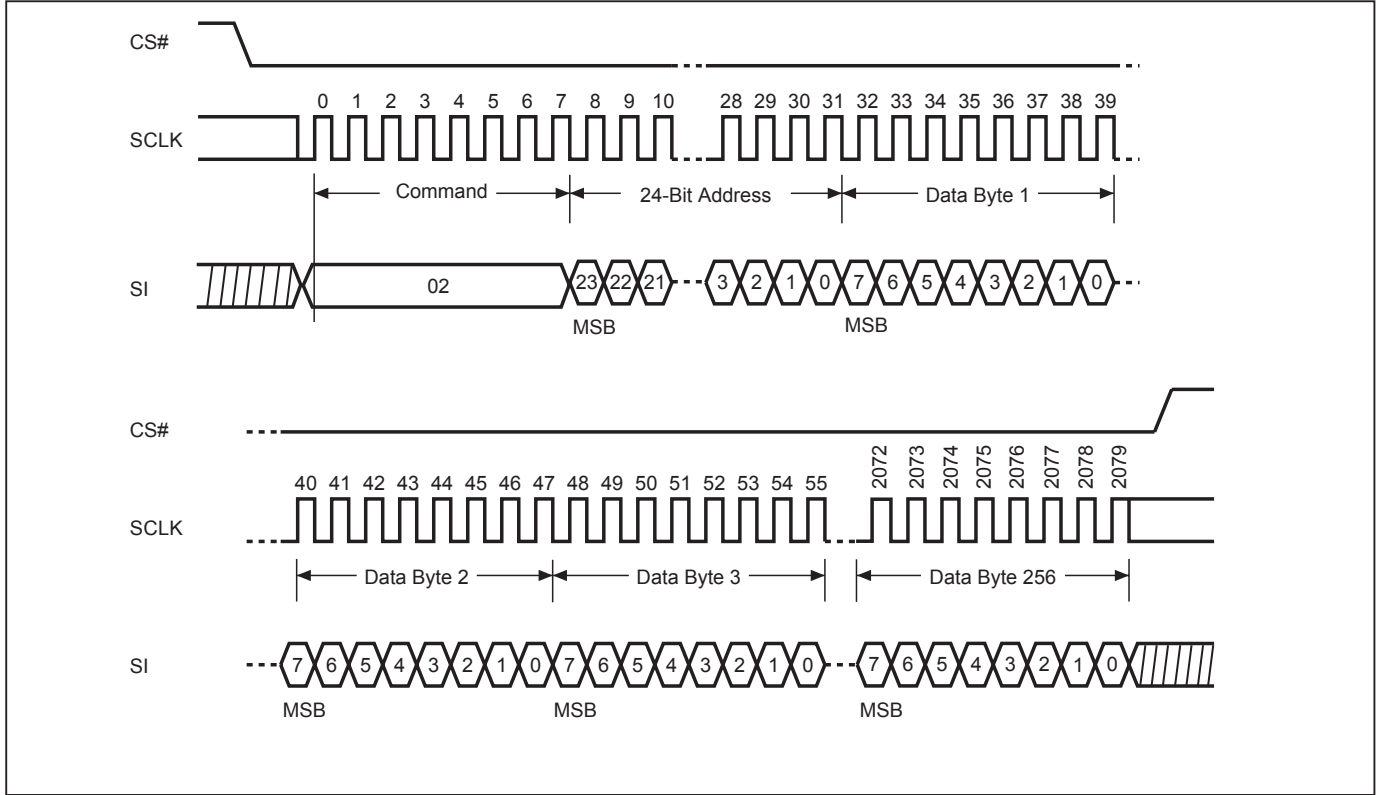 CS#
0 1 2 3 4 5 6 7 8 9 10 28 29 30 31 32 33 34 35 36 37 38 39
SCLK
Command 24-Bit Address Data Byte 1
SI 02 23 22 21 3 2 1 0 7 6 5 4 3 2 1 0
MSB MSB
CS#
2072 2073 2074 2075 2076 2077 2078 2079
40 41 42 43 44 45 46 47 48 49 50 51 52 53 54 55
SCLK
Data Byte 2 Data Byte 3 Data Byte 256
SI 7 6 5 4 3 2 1 0 7 6 5 4 3 2 1 0 7 6 5 4 3 2 1 0
MSB MSB MSB